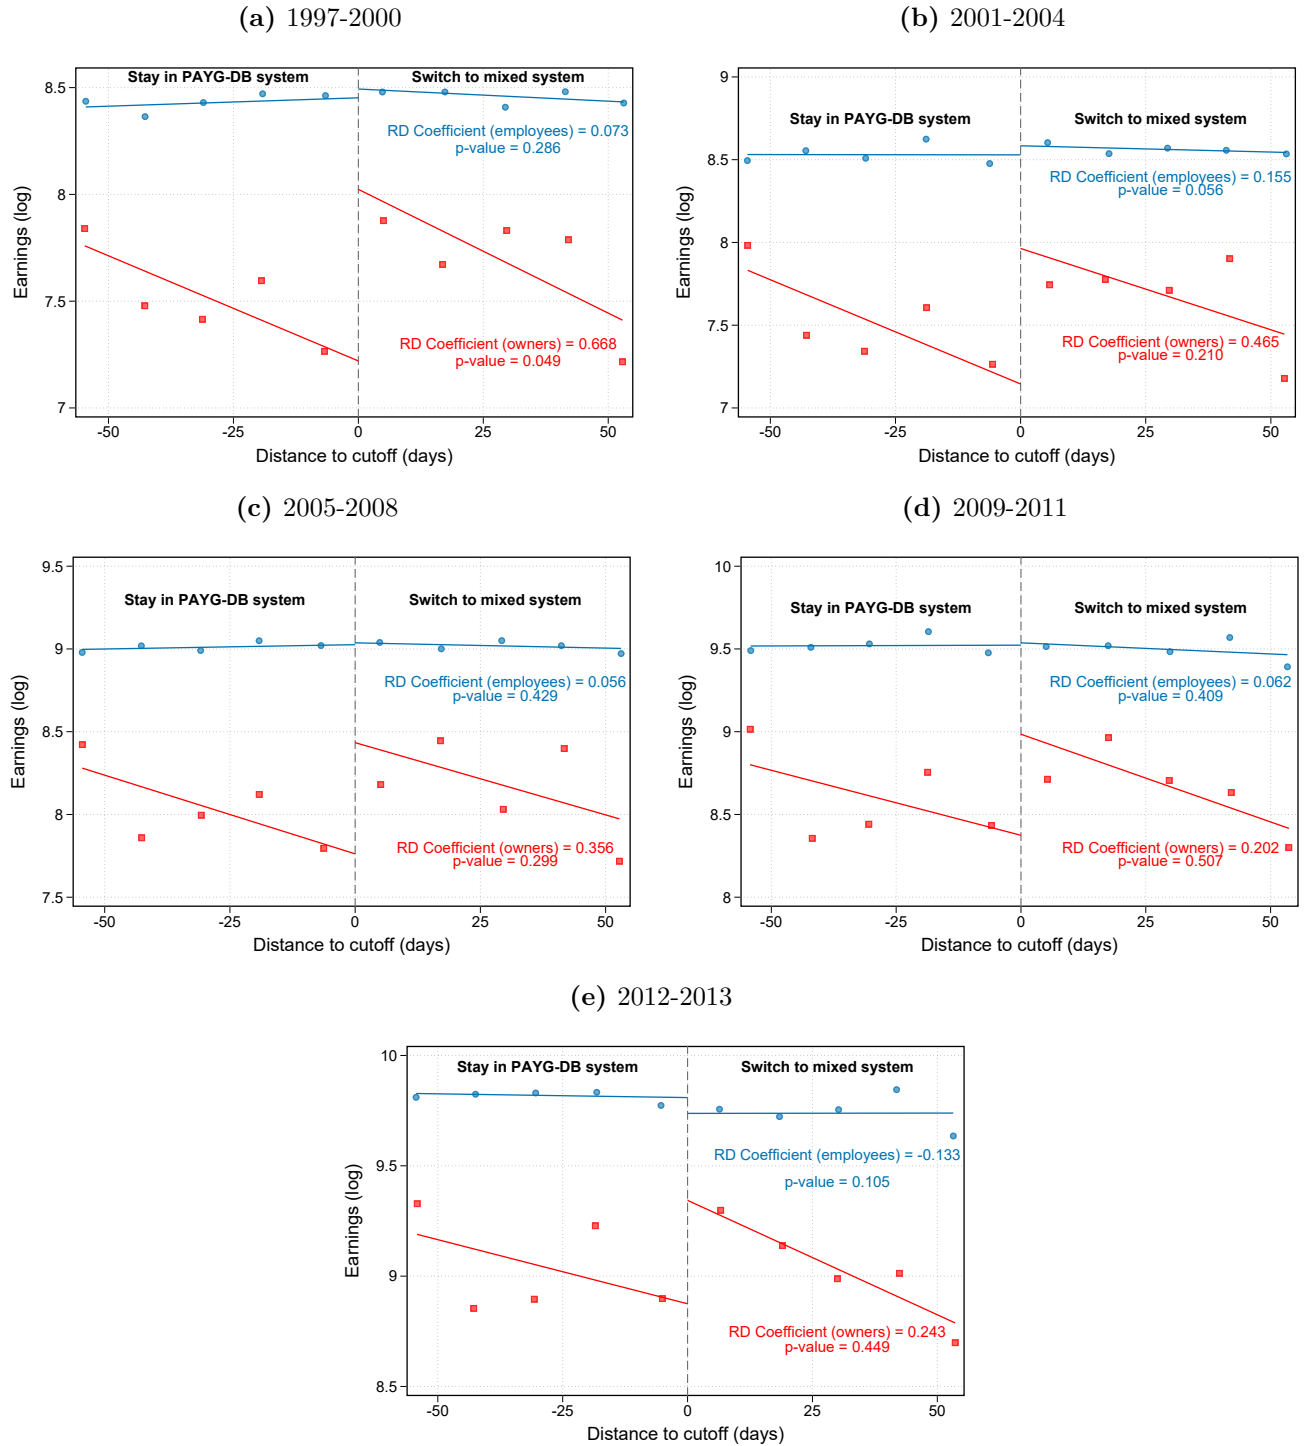 (a) 1997-2000
Stay in PAYG-DB system
Switch to mixed system
RD Coefficient (employees) = 0.073
p-value = 0.286
RD Coefficient (owners) = 0.668
p-value = 0.049
8.5
8
7.5
7
Earnings (log)
-50 -25 0 25 50
Distance to cutoff (days)
(b) 2001-2004
Stay in PAYG-DB system
Switch to mixed system
RD Coefficient (employees) = 0.155
p-value = 0.056
RD Coefficient (owners) = 0.465
p-value = 0.210
9
8.5
8
7.5
7
Earnings (log)
-50 -25 0 25 50
Distance to cutoff (days)
(c) 2005-2008
Stay in PAYG-DB system
Switch to mixed system
RD Coefficient (employees) = 0.056
p-value = 0.429
RD Coefficient (owners) = 0.356
p-value = 0.299
9.5
9
8.5
8
7.5
Earnings (log)
-50 -25 0 25 50
Distance to cutoff (days)
(d) 2009-2011
Stay in PAYG-DB system
Switch to mixed system
RD Coefficient (employees) = 0.062
p-value = 0.409
RD Coefficient (owners) = 0.202
p-value = 0.507
10
9.5
9
8.5
8
Earnings (log)
-50 -25 0 25 50
Distance to cutoff (days)
(e) 2012-2013
Stay in PAYG-DB system
Switch to mixed system
RD Coefficient (employees) = -0.133
p-value = 0.105
RD Coefficient (owners) = 0.243
p-value = 0.449
10
9.5
9
8.5
Earnings (log)
-50 -25 0 25 50
Distance to cutoff (days)